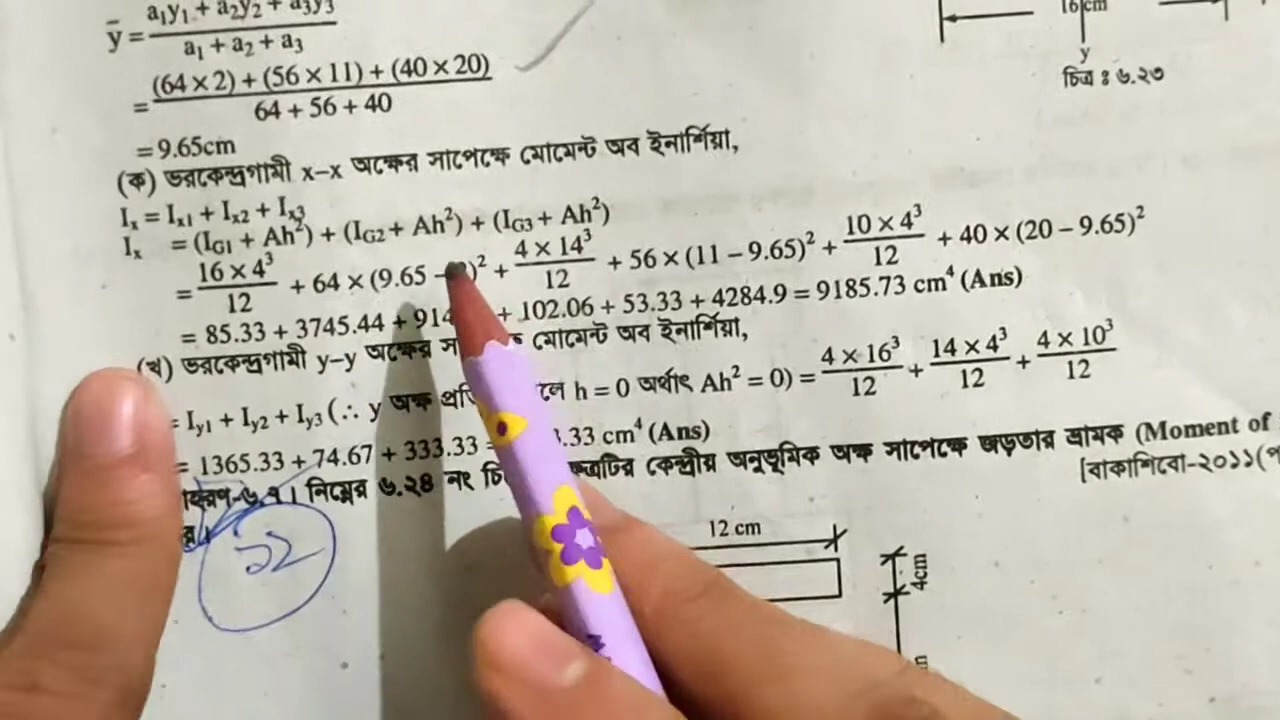 ȳ = (a₁y₁ + a₂y₂ + a₃y₃) / (a₁ + a₂ + a₃)
= ((64 × 2) + (56 × 11) + (40 × 20)) / (64 + 56 + 40)
= 9.65cm
16 cm
y
চিত্র ঃ ৬.২৩
(ক) ভরকেন্দ্রগামী x–x অক্ষের সাপেক্ষে মোমেন্ট অব ইনার্শিয়া,
Iₓ = Iₓ₁ + Iₓ₂ + Iₓ₃
Iₓ = (I_G1 + Ah²) + (I_G2 + Ah²) + (I_G3 + Ah²)
= (16 × 4³)/12 + 64 × (9.65 – )² + (4 × 14³)/12 + 56 × (11 – 9.65)² + (10 × 4³)/12 + 40 × (20 – 9.65)²
= 85.33 + 3745.44 + 914 + 102.06 + 53.33 + 4284.9 = 9185.73 cm⁴ (Ans)
(খ) ভরকেন্দ্রগামী y–y অক্ষের মোমেন্ট অব ইনার্শিয়া,
= I_y1 + I_y2 + I_y3 (∴ y অক্ষ h = 0 অর্থাৎ Ah² = 0) = (4 × 16³)/12 + (14 × 4³)/12 + (4 × 10³)/12
= 1365.33 + 74.67 + 333.33 = .33 cm⁴ (Ans)
নিম্নের ৬.২৪ নং কেন্দ্রীয় অনুভূমিক অক্ষ সাপেক্ষে জড়তার ভ্রামক (Moment of
[বাকাশিবো-২০১১(প
১২
12 cm
4cm